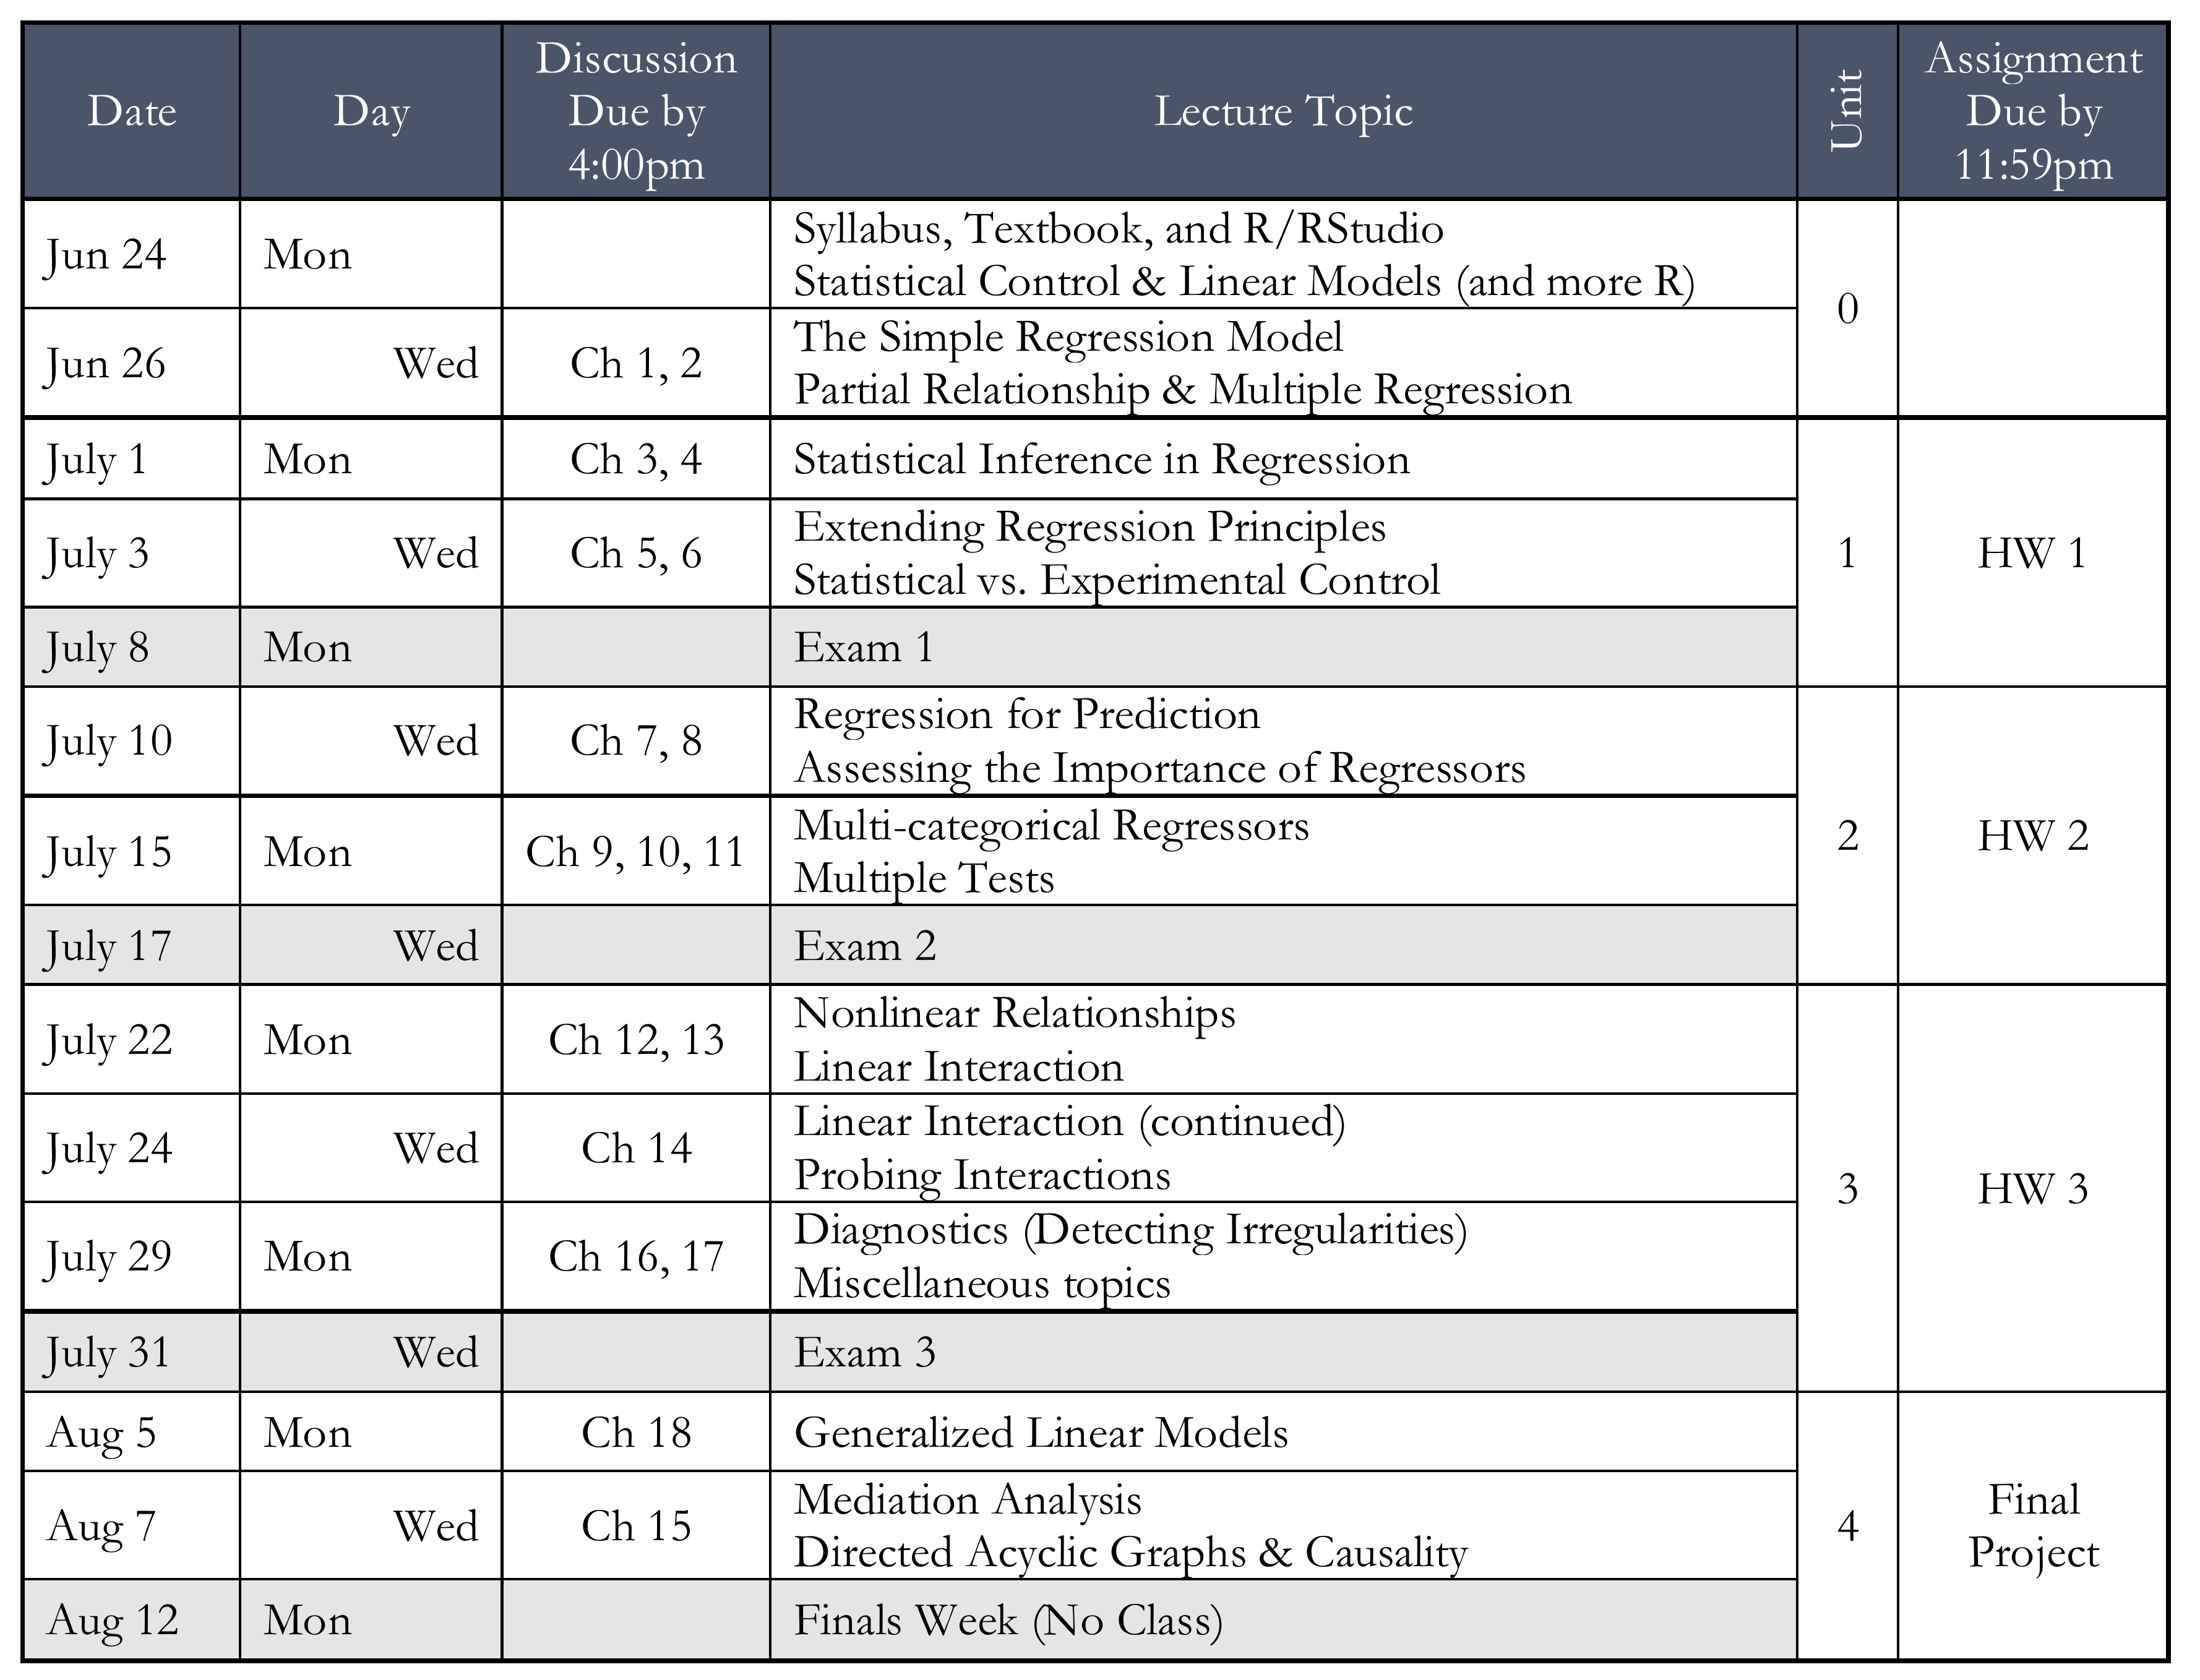 Date
Day
Discussion
Due by
4:00pm
Lecture Topic
Unit
Assignment
Due by
11:59pm
Jun 24
Mon
Syllabus, Textbook, and R/RStudio
Statistical Control & Linear Models (and more R)
0
Jun 26
Wed
Ch 1, 2
The Simple Regression Model
Partial Relationship & Multiple Regression
July 1
Mon
Ch 3, 4
Statistical Inference in Regression
1
HW 1
July 3
Wed
Ch 5, 6
Extending Regression Principles
Statistical vs. Experimental Control
July 8
Mon
Exam 1
July 10
Wed
Ch 7, 8
Regression for Prediction
Assessing the Importance of Regressors
2
HW 2
July 15
Mon
Ch 9, 10, 11
Multi-categorical Regressors
Multiple Tests
July 17
Wed
Exam 2
July 22
Mon
Ch 12, 13
Nonlinear Relationships
Linear Interaction
3
HW 3
July 24
Wed
Ch 14
Linear Interaction (continued)
Probing Interactions
July 29
Mon
Ch 16, 17
Diagnostics (Detecting Irregularities)
Miscellaneous topics
July 31
Wed
Exam 3
Aug 5
Mon
Ch 18
Generalized Linear Models
4
Final
Project
Aug 7
Wed
Ch 15
Mediation Analysis
Directed Acyclic Graphs & Causality
Aug 12
Mon
Finals Week (No Class)